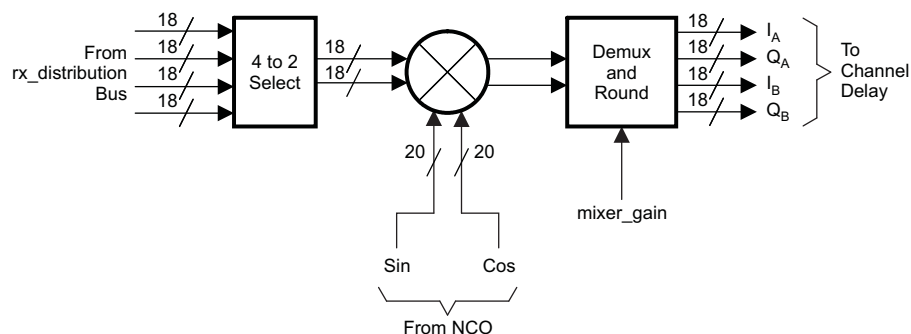 18
18
18
18
From
rx_distribution
Bus
4 to 2
Select
18
18
20
20
Sin
Cos
From NCO
Demux
and
Round
mixer_gain
18
18
18
18
I_A
Q_A
I_B
Q_B
To
Channel
Delay